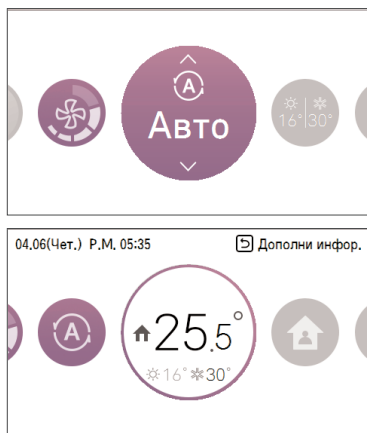 A
Авто
16° 30°
04.06(Чет.) P.M. 05:35 Дополни инфор.
A
25.5°
16° 30°